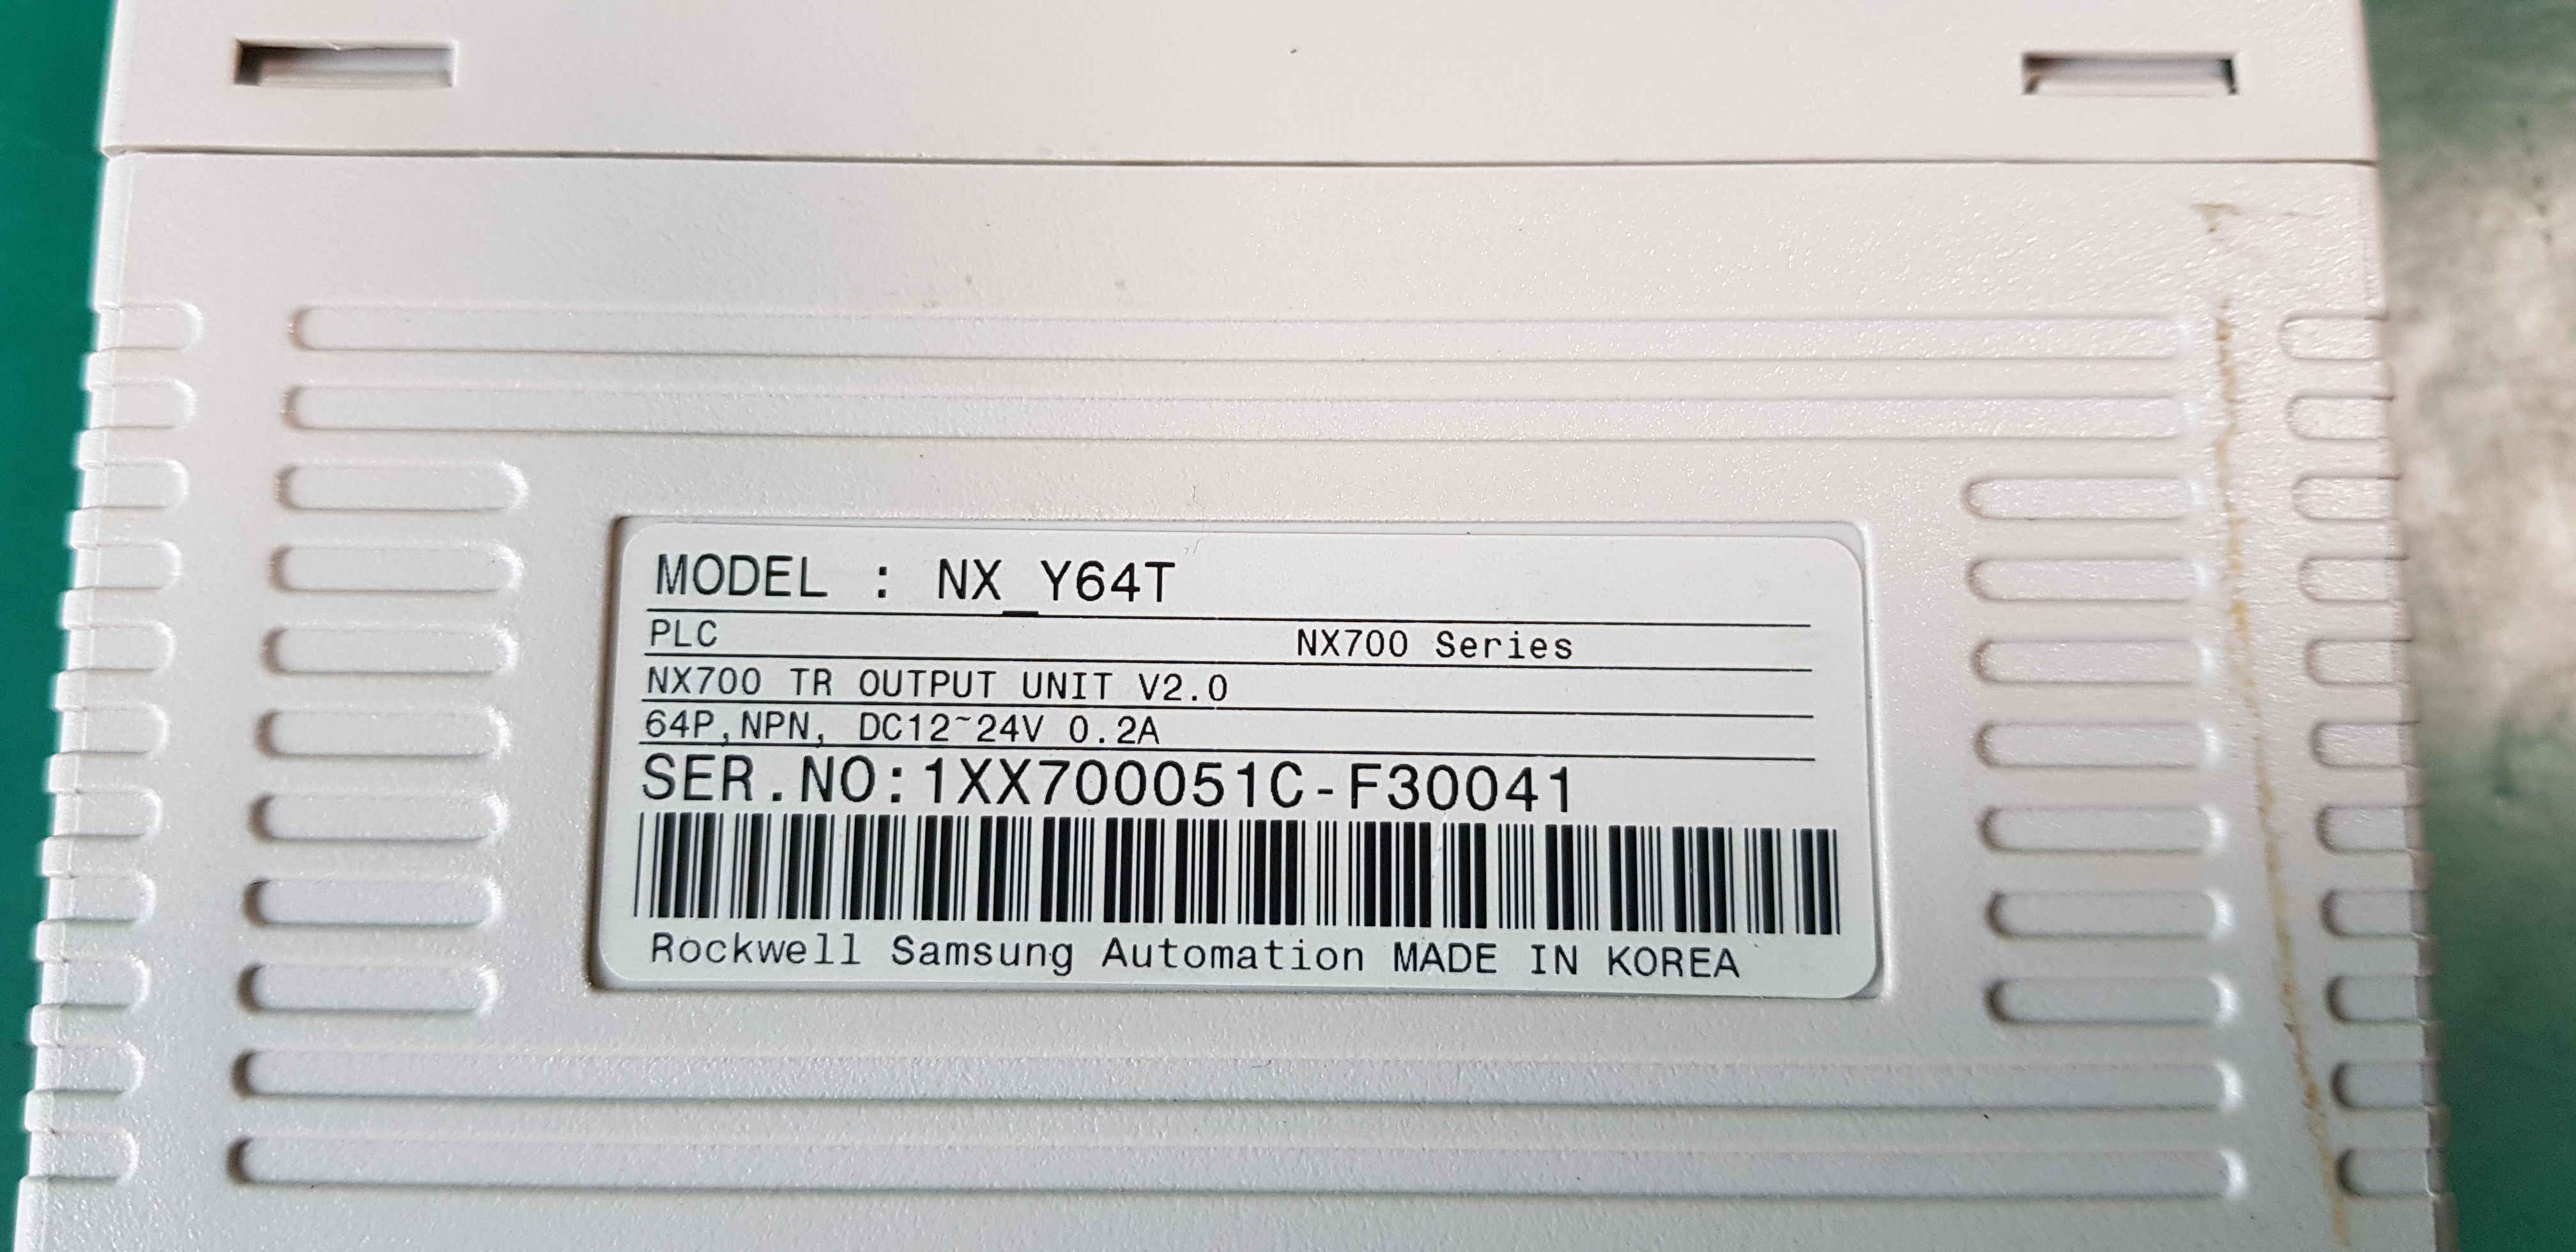 MODEL : NX_Y64T
PLC NX700 Series
NX700 TR OUTPUT UNIT V2.0
64P,NPN, DC12~24V 0.2A
SER.NO:1XX700051C-F30041
Rockwell Samsung Automation MADE IN KOREA